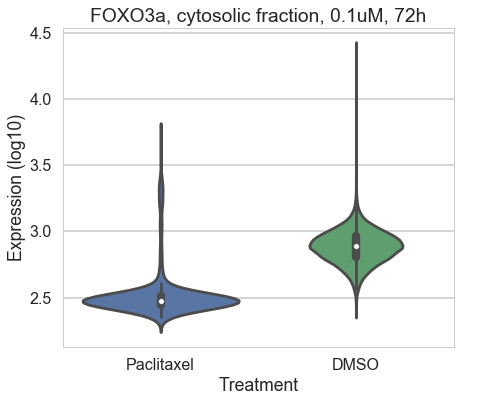 FOXO3a, cytosolic fraction, 0.1uM, 72h
4.5
4.0
3.5
3.0
2.5
Expression (log10)
Paclitaxel
DMSO
Treatment